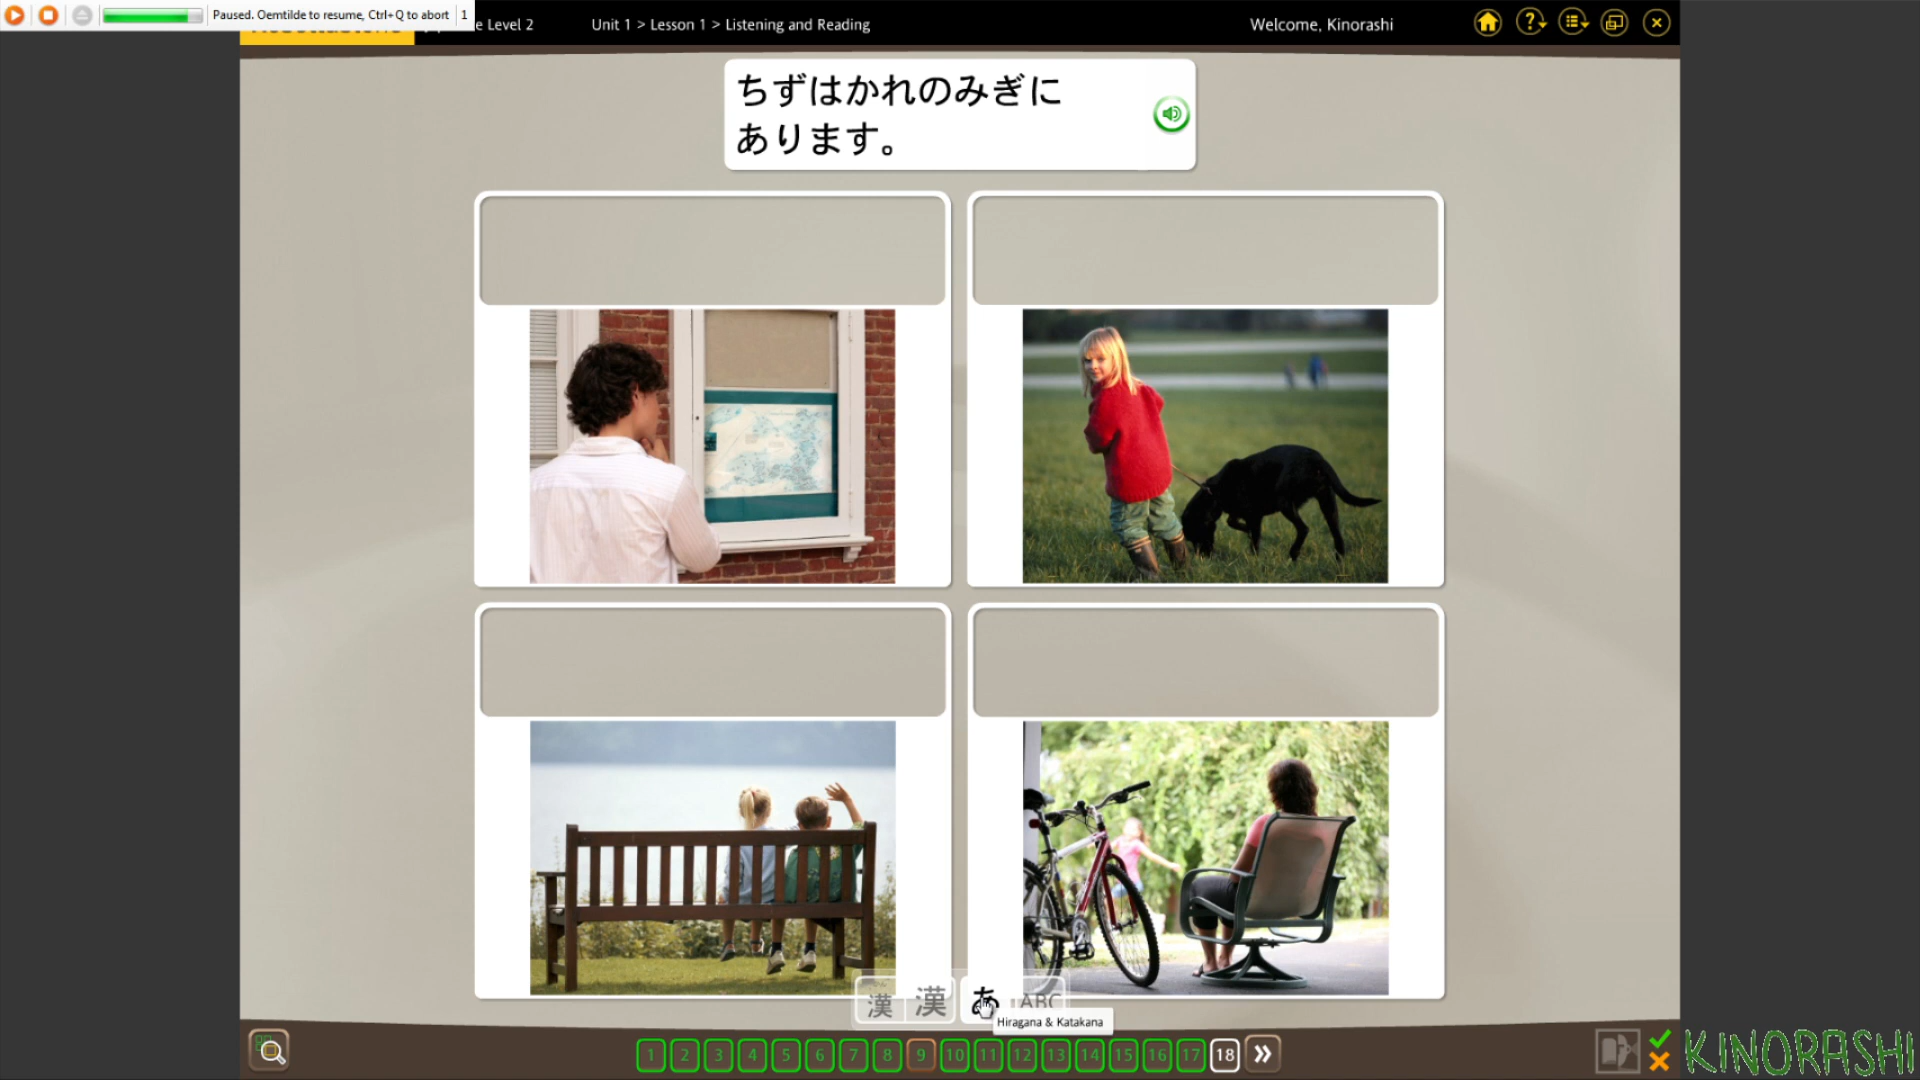 Paused. Oemtilde to resume, Ctrl+Q to abort 1
e Level 2
Unit 1 > Lesson 1 > Listening and Reading
Welcome, Kinorashi
ちずはかれのみぎに
あります。
漢 漢 あ ABC
Hiragana & Katakana
1 2 3 4 5 6 7 8 9 10 11 12 13 14 15 16 17 18
KINORASHI